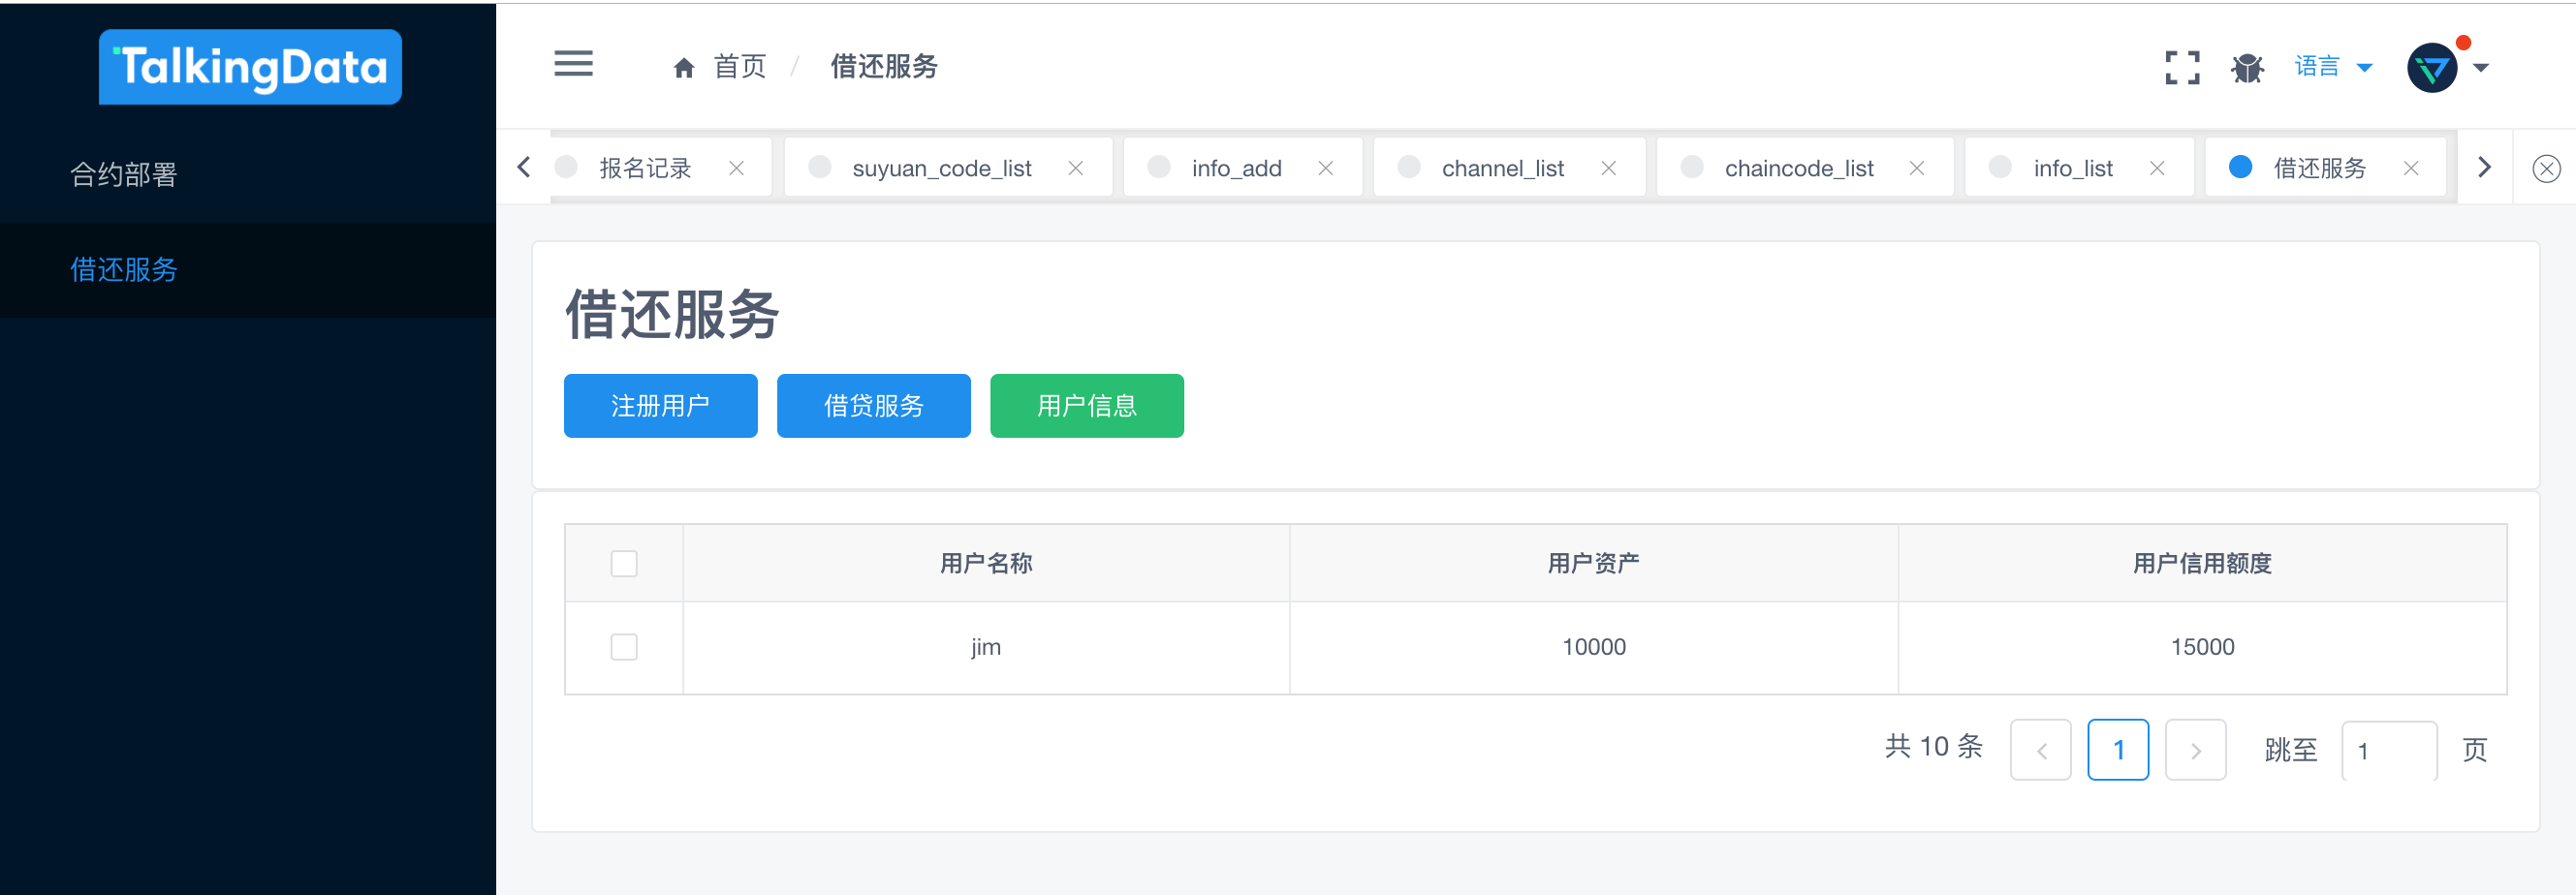 TalkingData
合约部署
借还服务
首页 / 借还服务
语言
报名记录 suyuan_code_list info_add channel_list chaincode_list info_list 借还服务
借还服务
注册用户 借贷服务 用户信息
用户名称 用户资产 用户信用额度
jim 10000 15000
共 10 条 1 跳至 1 页